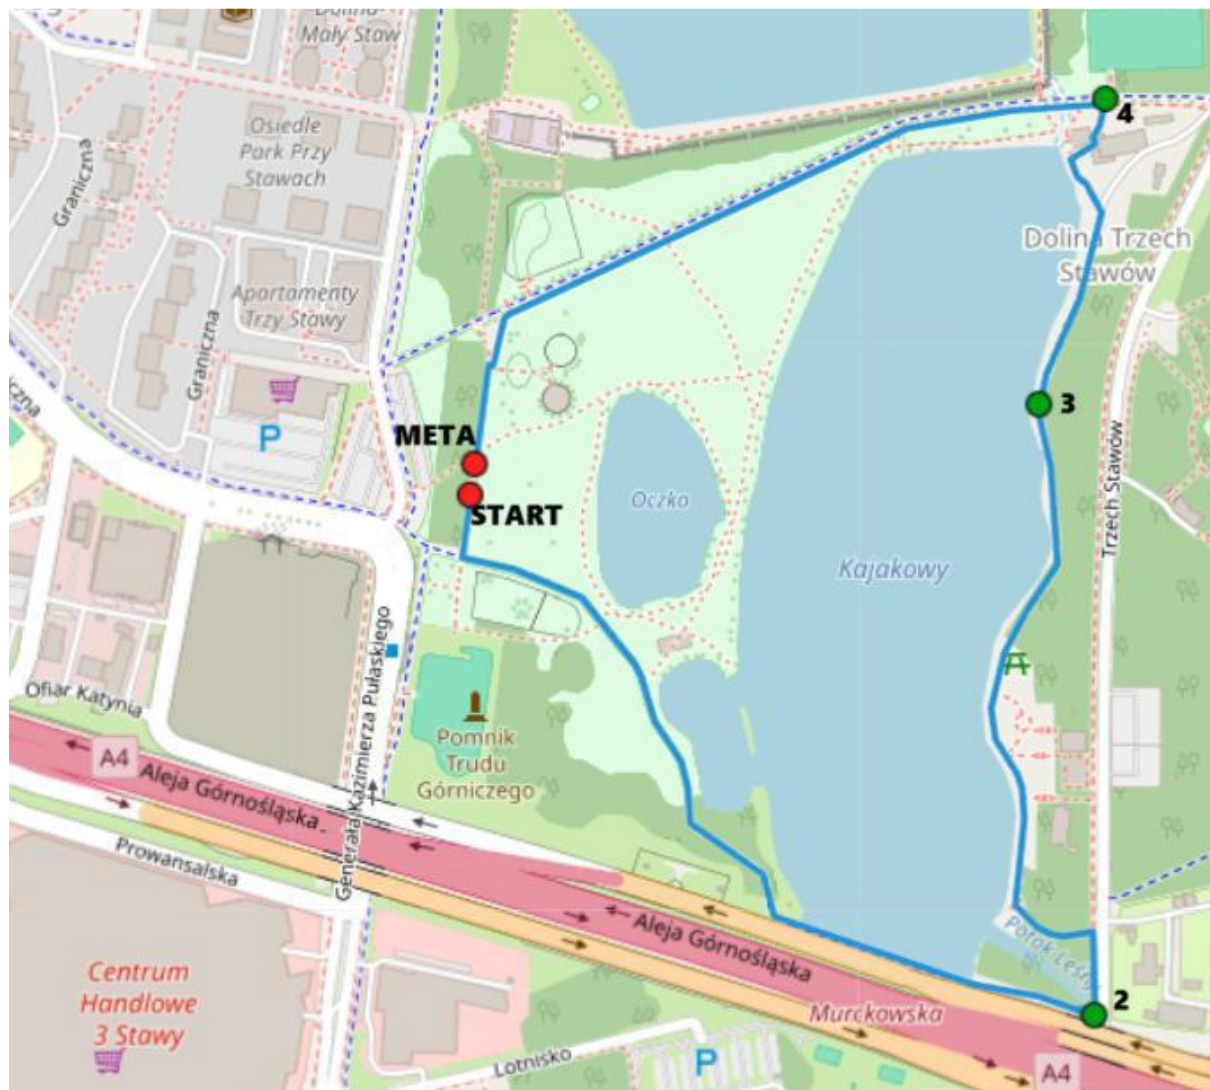 Dolina
Mały Staw
4
Osiedle
Park Przy
Stawach
Graniczna
Dolina Trzech
Stawów
Apartamenty
Trzy Stawy
Graniczna
3
META
P
START
Oczko
Kajakowy
Trzech Stawów
Generała Kazimierza Pułaskiego
Ofiar Katynia
Pomnik
Trudu
Górniczego
A4
Aleja Górnośląska
Prowansalska
Aleja Górnośląska
Potok Leśny
2
Centrum
Handlowe
3 Stawy
Murckowska
Lotnisko
P
A4